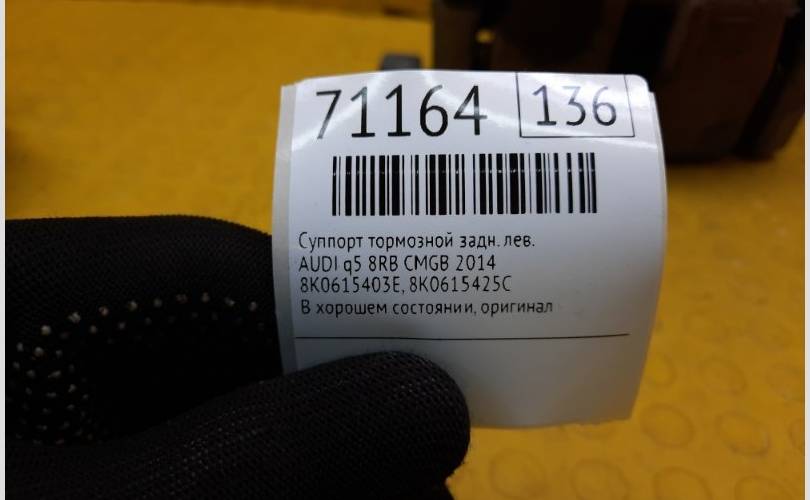 71164 136
Суппорт тормозной задн. лев.
AUDI q5 8RB CMGB 2014
8K0615403E, 8K0615425C
В хорошем состоянии, оригинал